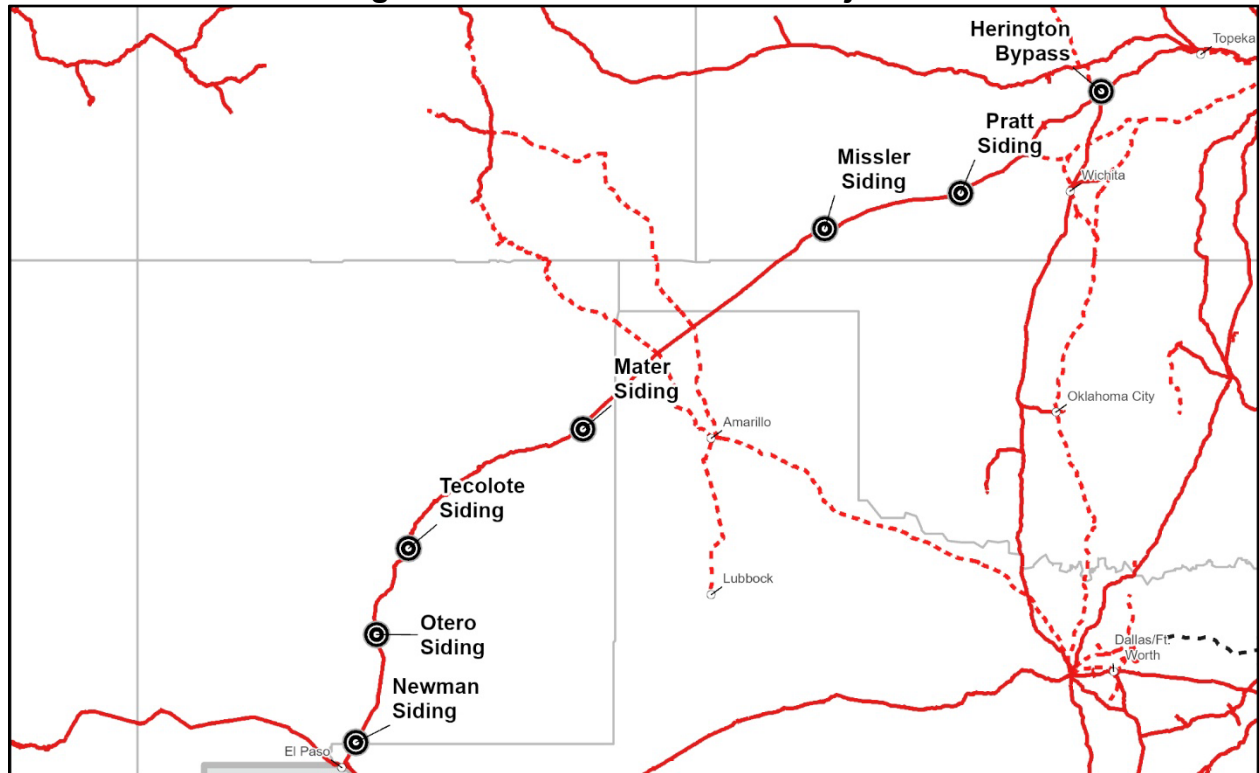 Herington
Bypass
Topeka
Pratt
Siding
Missler
Siding
Wichita
Mater
Siding
Oklahoma City
Amarillo
Tecolote
Siding
Lubbock
Otero
Siding
Dallas/Ft.
Worth
Newman
Siding
El Paso